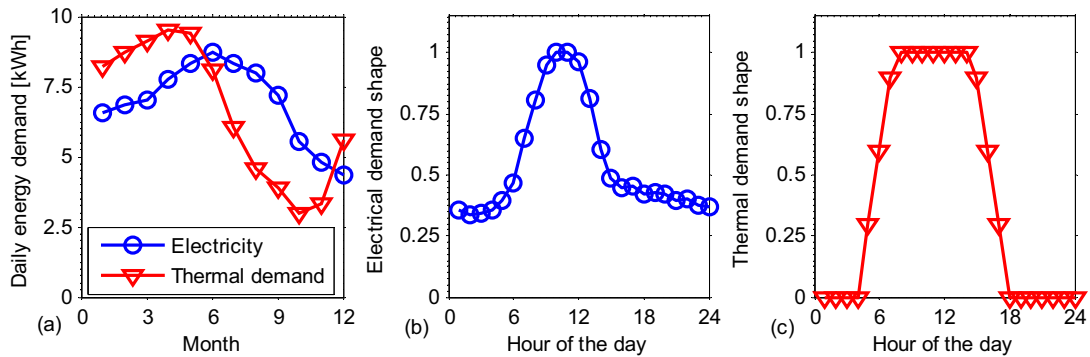 Daily energy demand [kWh]
10
7.5
5
2.5
0
0 3 6 9 12
Month
(a)
Electricity
Thermal demand
Electrical demand shape
1
0.75
0.5
0.25
0
0 6 12 18 24
Hour of the day
(b)
Thermal demand shape
1
0.75
0.5
0.25
0
0 6 12 18 24
Hour of the day
(c)